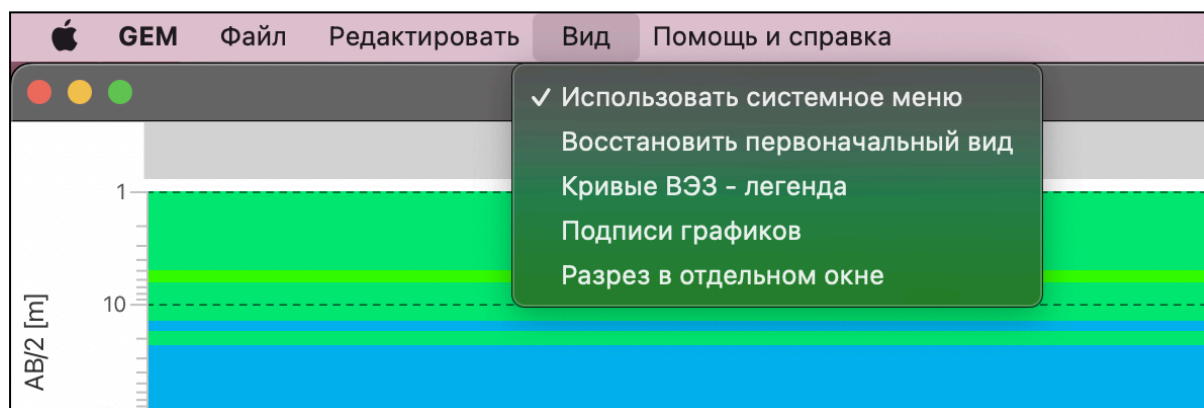 GEM Файл Редактировать Вид Помощь и справка
✓ Использовать системное меню
Восстановить первоначальный вид
Кривые ВЭЗ - легенда
Подписи графиков
Разрез в отдельном окне
1
10
AB/2 [m]